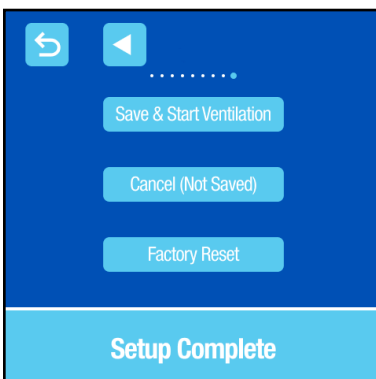 Save & Start Ventilation
Cancel (Not Saved)
Factory Reset
Setup Complete